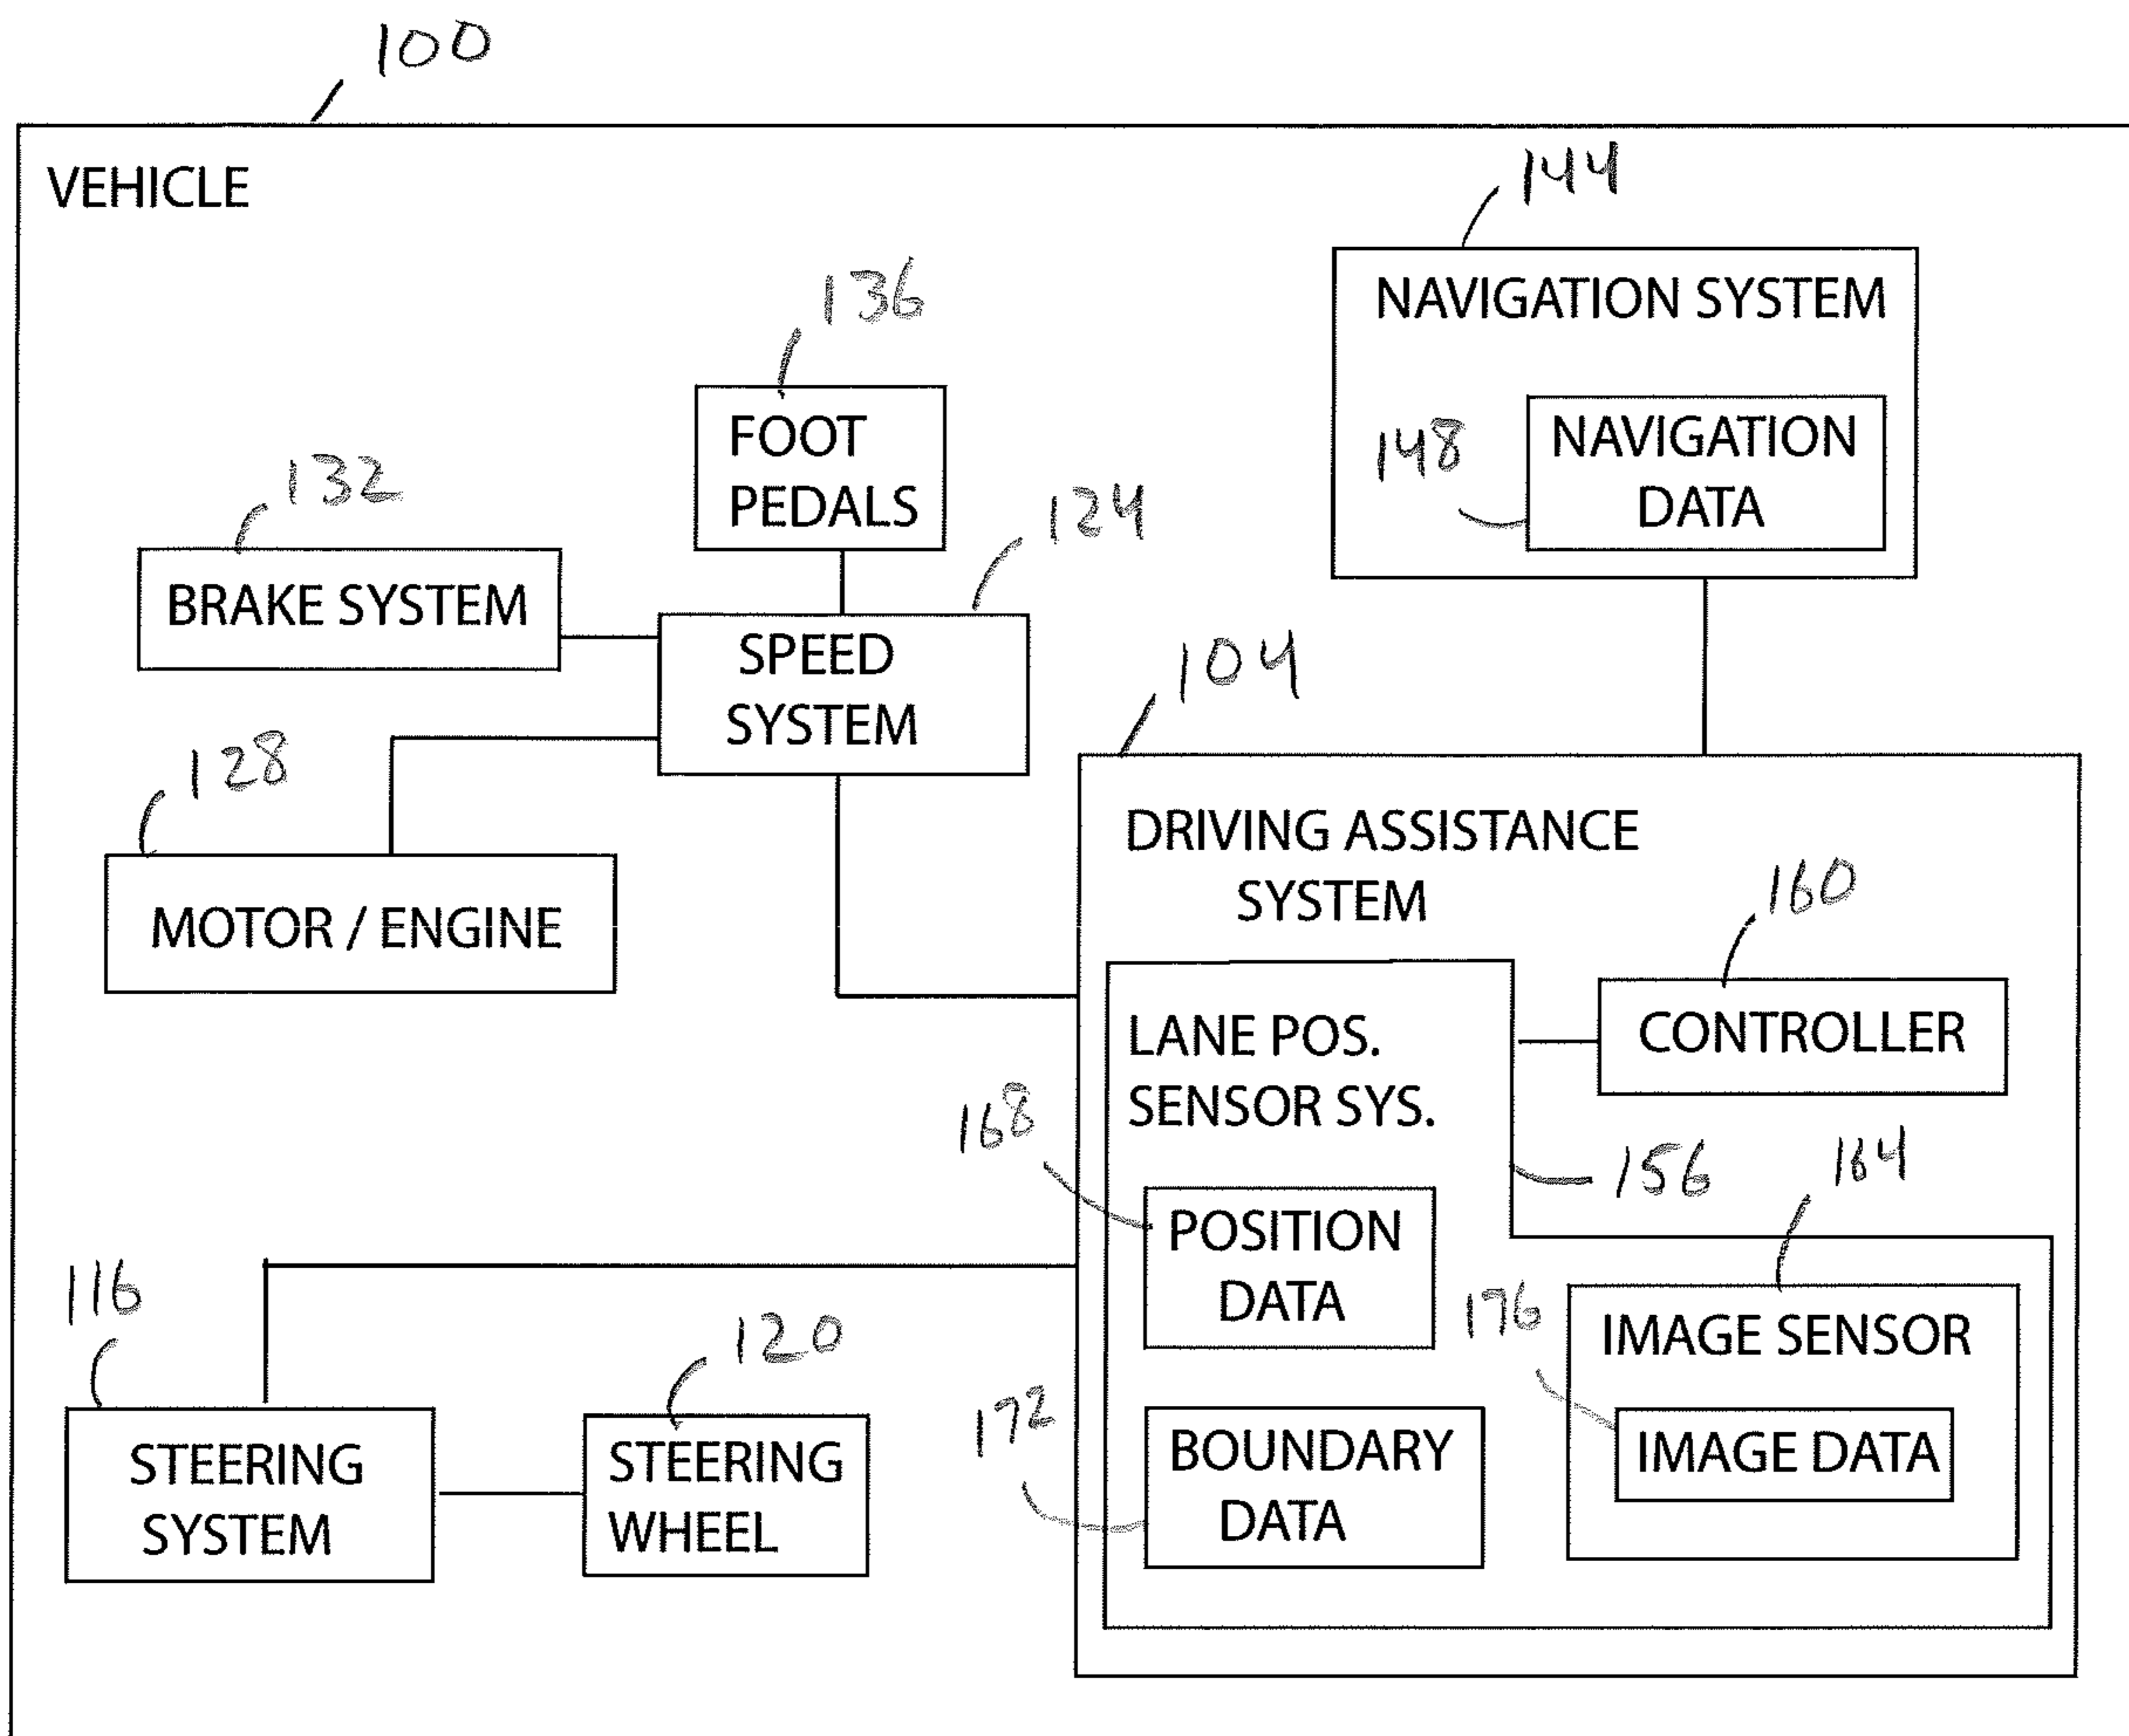 100
VEHICLE
144
NAVIGATION SYSTEM
136
FOOT
PEDALS
148
NAVIGATION
DATA
132
BRAKE SYSTEM
124
SPEED
SYSTEM
104
128
MOTOR / ENGINE
DRIVING ASSISTANCE
SYSTEM
160
CONTROLLER
LANE POS.
SENSOR SYS.
156
168
POSITION
DATA
164
IMAGE SENSOR
176
IMAGE DATA
172
BOUNDARY
DATA
116
STEERING
SYSTEM
120
STEERING
WHEEL